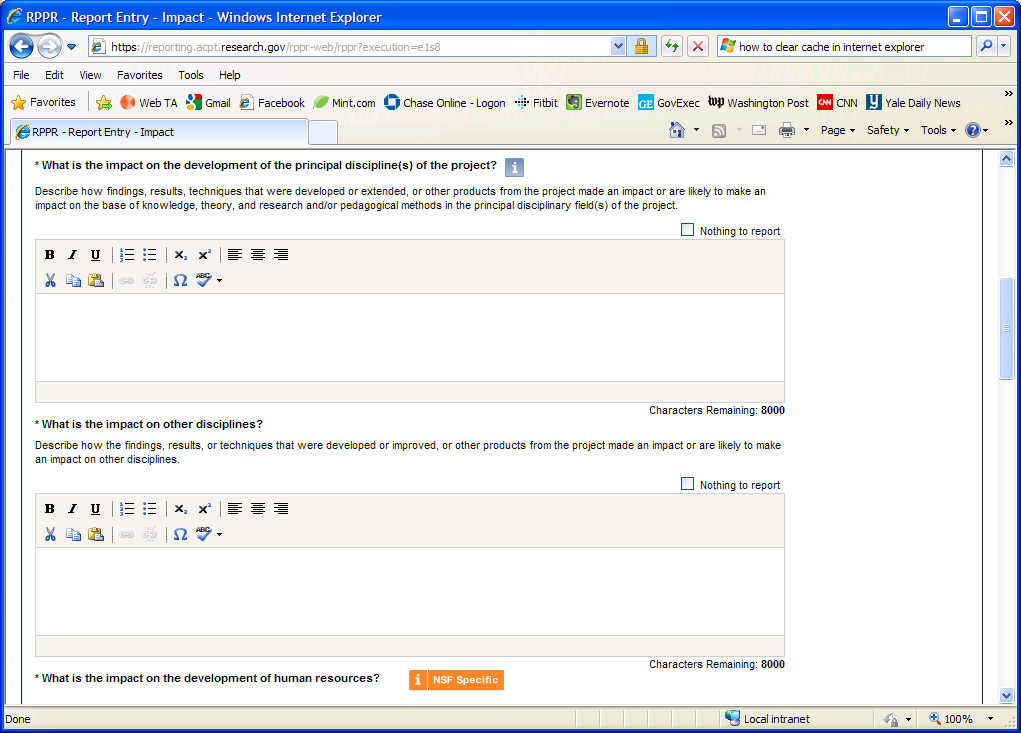 RPPR - Report Entry - Impact - Windows Internet Explorer
https://reporting.acpt.research.gov/rppr-web/rppr?execution=e1s8
how to clear cache in internet explorer
File Edit View Favorites Tools Help
Favorites Web TA Gmail Facebook Mint.com Chase Online - Logon Fitbit Evernote GE GovExec wp Washington Post CNN CNN Y Yale Daily News »
RPPR - Report Entry - Impact
Page Safety Tools »
* What is the impact on the development of the principal discipline(s) of the project? i
Describe how findings, results, techniques that were developed or extended, or other products from the project made an impact or are likely to make an
impact on the base of knowledge, theory, and research and/or pedagogical methods in the principal disciplinary field(s) of the project.
Nothing to report
B I U x₂ x²
Ω ABC
Characters Remaining: 8000
* What is the impact on other disciplines?
Describe how the findings, results, or techniques that were developed or improved, or other products from the project made an impact or are likely to make
an impact on other disciplines.
Nothing to report
B I U x₂ x²
Ω ABC
Characters Remaining: 8000
* What is the impact on the development of human resources? i NSF Specific
Done Local intranet 100%